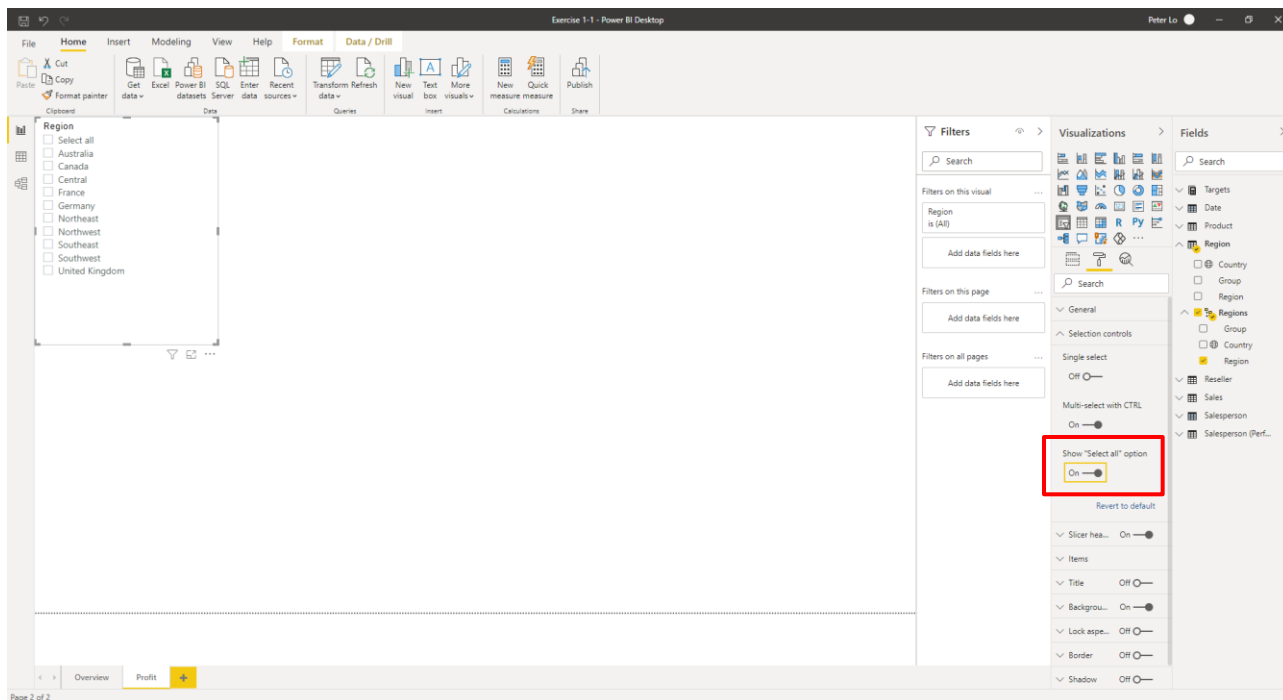 Exercise 1-1 - Power BI Desktop
Peter Lo
File Home Insert Modeling View Help Format Data / Drill
Paste
Cut
Copy
Format painter
Get data
Excel
Power BI datasets
SQL Server
Enter data
Recent sources
Transform data
Refresh
New visual
Text box
More visuals
New measure
Quick measure
Publish
Clipboard Data Queries Insert Calculations Share
Region
Select all
Australia
Canada
Central
France
Germany
Northeast
Northwest
Southeast
Southwest
United Kingdom
Filters
Search
Filters on this visual ...
Region
is (All)
Add data fields here
Filters on this page ...
Add data fields here
Filters on all pages ...
Add data fields here
Visualizations
R Py
...
Search
General
Selection controls
Single select
Off
Multi-select with CTRL
On
Show "Select all" option
On
Revert to default
Slicer hea... On
Items
Title Off
Backgrou... On
Lock aspe... Off
Border Off
Shadow Off
Fields
Search
Targets
Date
Product
Region
Country
Group
Region
Regions
Group
Country
Region
Reseller
Sales
Salesperson
Salesperson (Perf...
Overview Profit +
Page 2 of 2